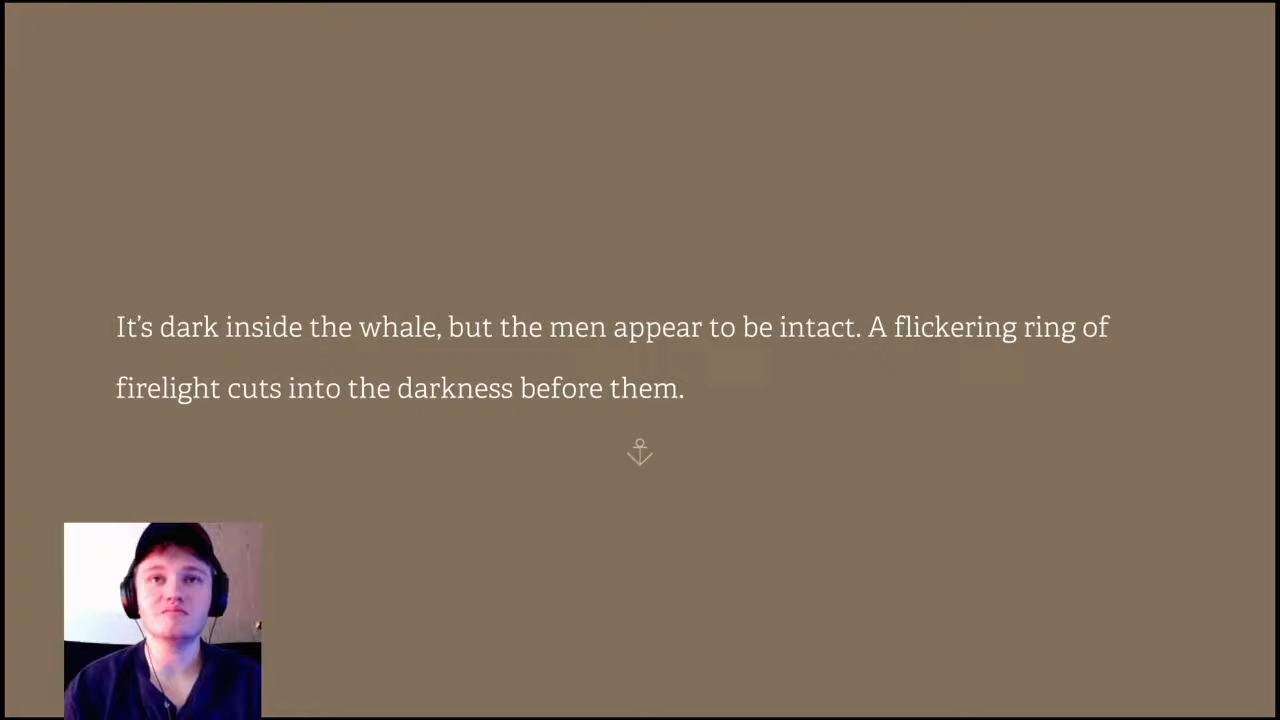 It’s dark inside the whale, but the men appear to be intact. A flickering ring of
firelight cuts into the darkness before them.